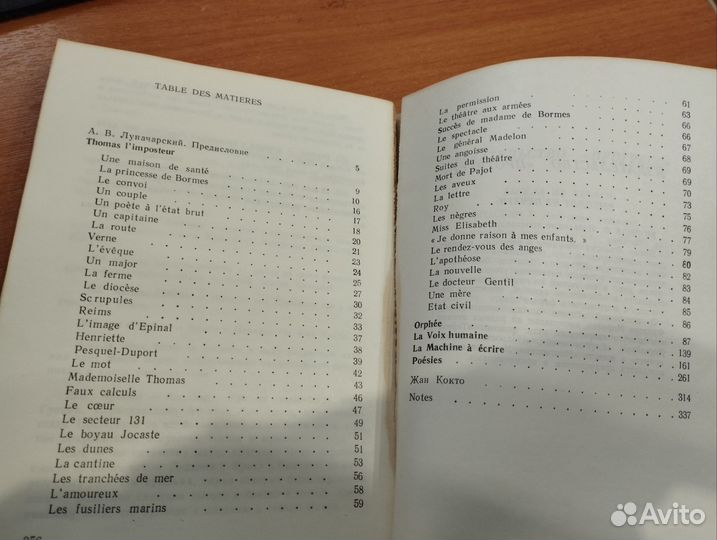 TABLE DES MATIERES
А. В. Луначарский. Предисловие . . . . 5
Thomas l'imposteur
Une maison de santé . . . . 9
La princesse de Bormes . . . . 10
Le convoi . . . . 16
Un couple . . . . 17
Un poète à l'état brut . . . . 18
Un capitaine . . . . 20
La route . . . . 21
Verne . . . . 23
L'évêque . . . . 24
Un major . . . . 25
La ferme . . . . 27
Le diocèse . . . . 30
Scrupules . . . . 32
Reims . . . . 33
L'image d'Epinal . . . . 37
Henriette . . . . 38
Pesquel-Duport . . . . 39
Le mot . . . . 42
Mademoiselle Thomas . . . . 43
Faux calculs . . . . 46
Le cœur . . . . 47
Le secteur 131 . . . . 49
Le boyau Jocaste . . . . 51
Les dunes . . . . 51
La cantine . . . . 53
Les tranchées de mer . . . . 56
L'amoureux . . . . 58
Les fusiliers marins . . . . 59
La permission . . . . 61
Le théâtre aux armées . . . . 63
Succès de madame de Bormes . . . . 66
Le spectacle . . . . 66
Le général Madelon . . . . 67
Une angoisse . . . . 68
Suites du théâtre . . . . 69
Mort de Pajot . . . . 69
Les aveux . . . . 70
La lettre . . . . 73
Roy . . . . 75
Les nègres . . . . 76
Miss Elisabeth . . . . 77
« Je donne raison à mes enfants. » . . . . 79
Le rendez-vous des anges . . . . 80
L'apothéose . . . . 82
La nouvelle . . . . 83
Le docteur Gentil . . . . 84
Une mère . . . . 85
Etat civil . . . . 86
Orphée . . . . 87
La Voix humaine . . . . 139
La Machine à écrire . . . . 161
Poésies . . . . 261
Жан Кокто . . . . 314
Notes . . . . 337
Avito